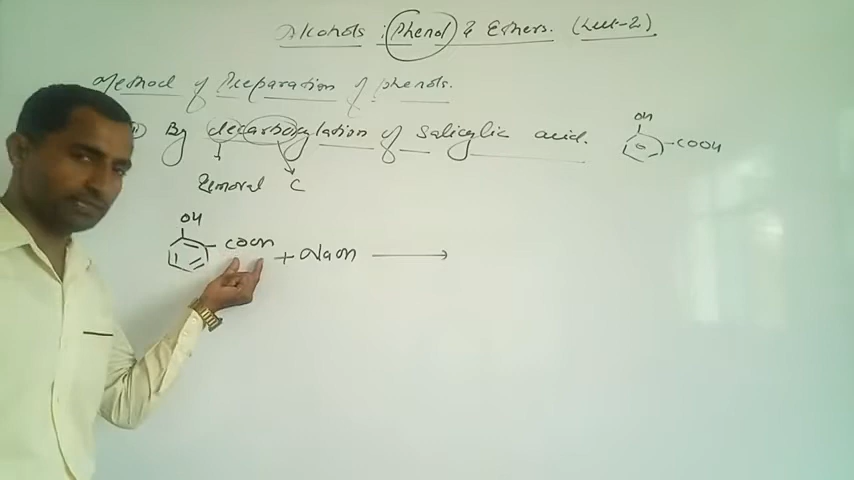 Alcohols : Phenol & Ethers. (Lect-2)
Method of Preparation of phenols.
ii) By decarboxylation of Salicylic acid.
OH
-COOH
Removal C
OH
COOH + NaOH